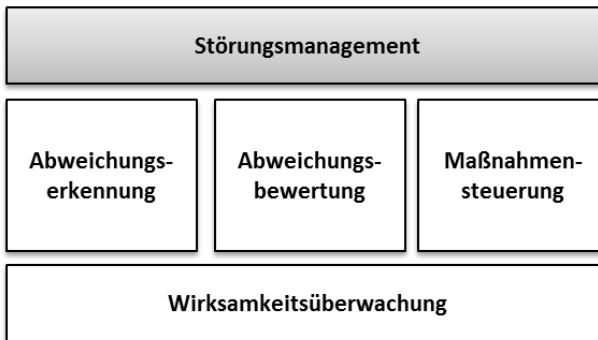 Störungsmanagement
Abweichungs-
erkennung
Abweichungs-
bewertung
Maßnahmen-
steuerung
Wirksamkeitsüberwachung